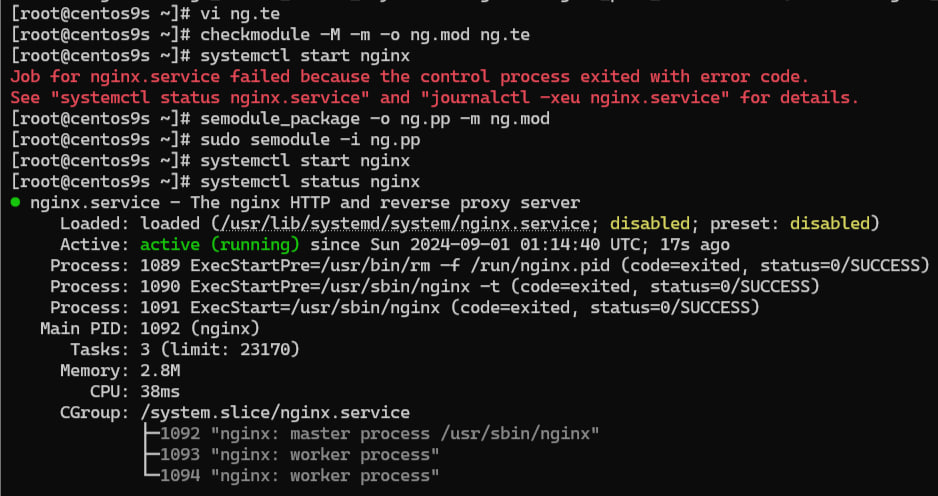 [root@centos9s ~]# vi ng.te
[root@centos9s ~]# checkmodule -M -m -o ng.mod ng.te
[root@centos9s ~]# systemctl start nginx
Job for nginx.service failed because the control process exited with error code.
See "systemctl status nginx.service" and "journalctl -xeu nginx.service" for details.
[root@centos9s ~]# semodule_package -o ng.pp -m ng.mod
[root@centos9s ~]# sudo semodule -i ng.pp
[root@centos9s ~]# systemctl start nginx
[root@centos9s ~]# systemctl status nginx
● nginx.service - The nginx HTTP and reverse proxy server
     Loaded: loaded (/usr/lib/systemd/system/nginx.service; disabled; preset: disabled)
     Active: active (running) since Sun 2024-09-01 01:14:40 UTC; 17s ago
    Process: 1089 ExecStartPre=/usr/bin/rm -f /run/nginx.pid (code=exited, status=0/SUCCESS)
    Process: 1090 ExecStartPre=/usr/sbin/nginx -t (code=exited, status=0/SUCCESS)
    Process: 1091 ExecStart=/usr/sbin/nginx (code=exited, status=0/SUCCESS)
   Main PID: 1092 (nginx)
      Tasks: 3 (limit: 23170)
     Memory: 2.8M
        CPU: 38ms
     CGroup: /system.slice/nginx.service
             ├─1092 "nginx: master process /usr/sbin/nginx"
             ├─1093 "nginx: worker process"
             └─1094 "nginx: worker process"